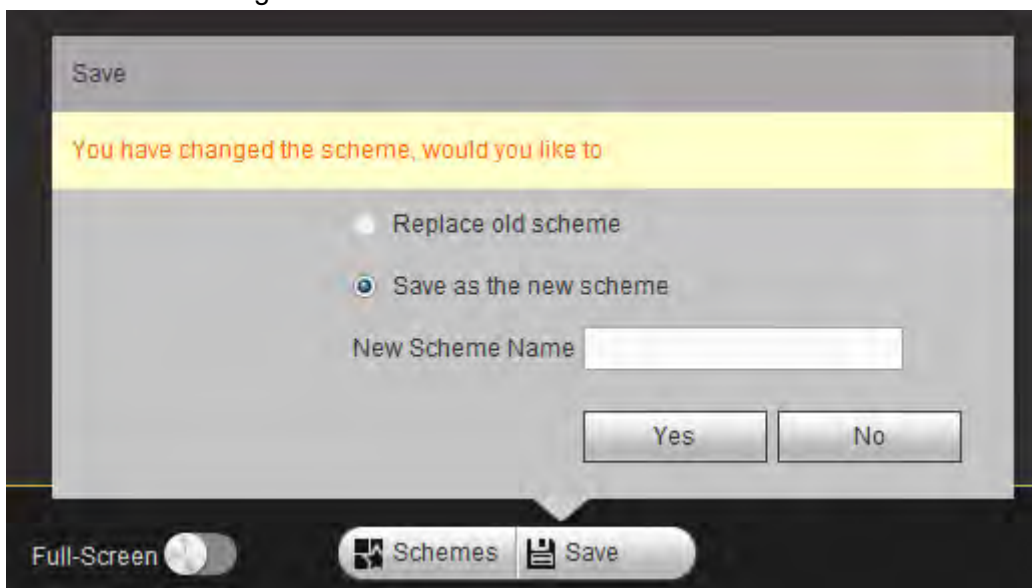 Save
You have changed the scheme, would you like to
Replace old scheme
Save as the new scheme
New Scheme Name
Yes No
Full-Screen Schemes Save